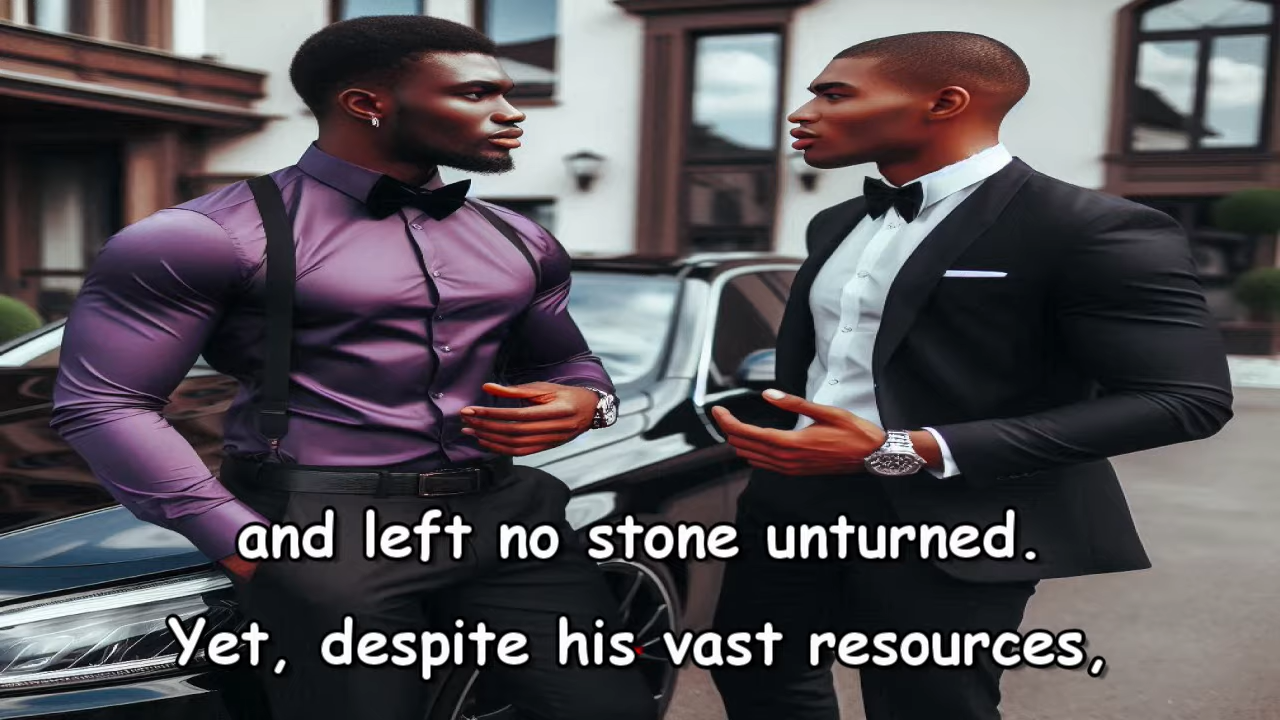 and left no stone unturned.
Yet, despite his vast resources,